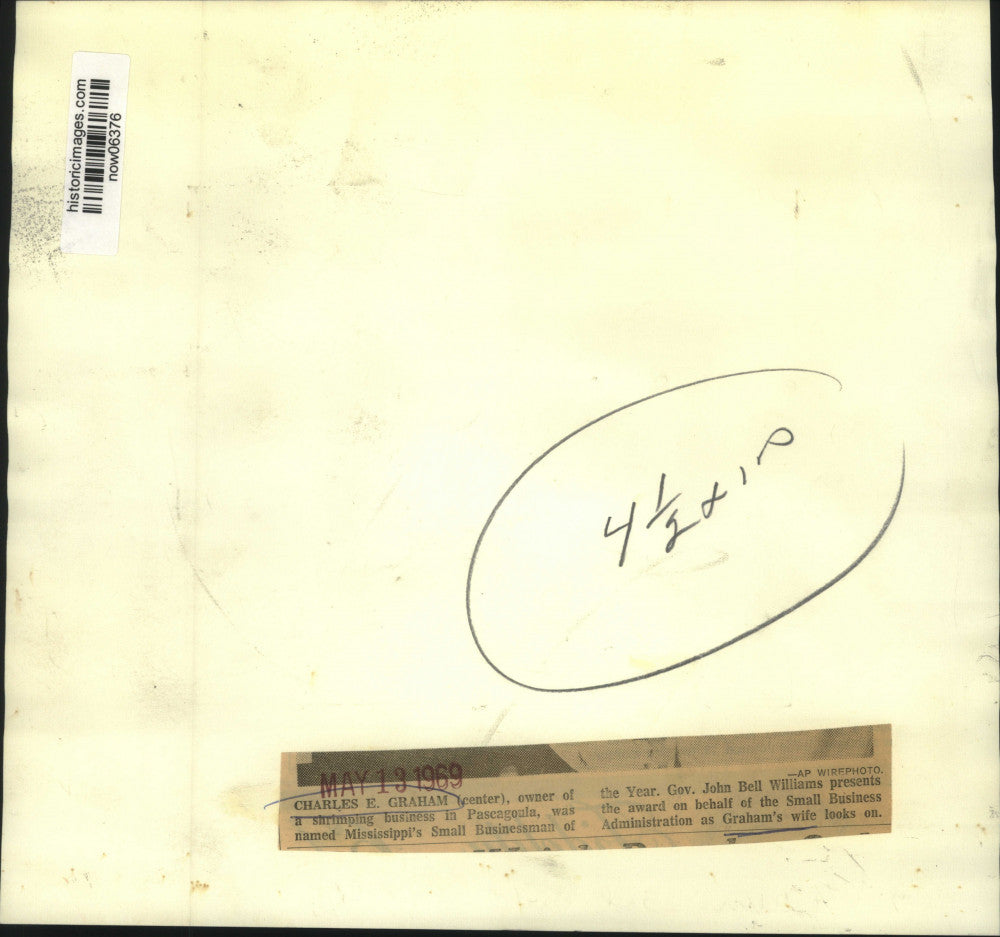 historicimages.com
now06376
4 1/2 x 10
MAY 13 1969
CHARLES E. GRAHAM (center), owner of
a shrimping business in Pascagoula, was
named Mississippi's Small Businessman of
—AP WIREPHOTO.
the Year. Gov. John Bell Williams presents
the award on behalf of the Small Business
Administration as Graham's wife looks on.